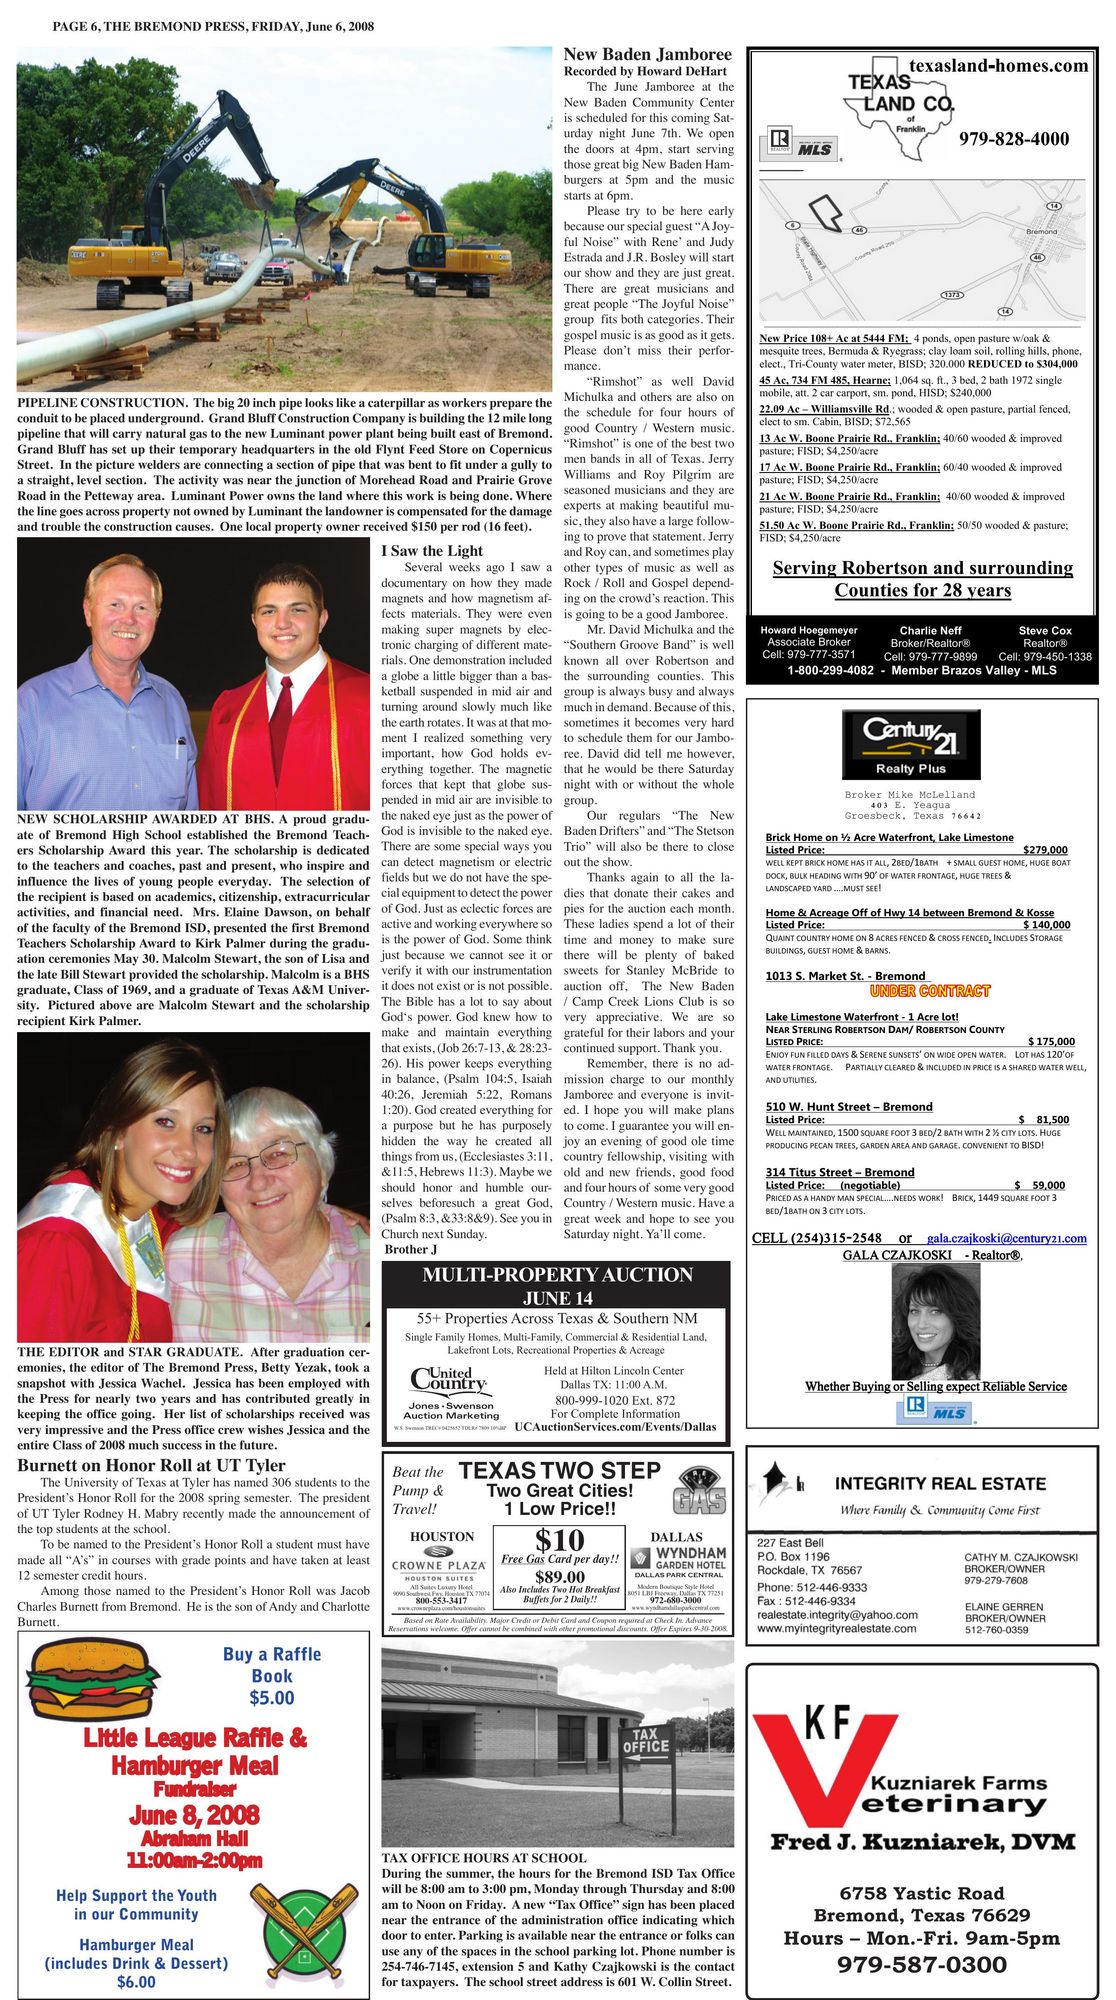 PAGE 6, THE BREMOND PRESS, FRIDAY, June 6, 2008
DEERE
DEERE
DEERE
PIPELINE CONSTRUCTION. The big 20 inch pipe looks like a caterpillar as workers prepare the
conduit to be placed underground. Grand Bluff Construction Company is building the 12 mile long
pipeline that will carry natural gas to the new Luminant power plant being built east of Bremond.
Grand Bluff has set up their temporary headquarters in the old Flynt Feed Store on Copernicus
Street. In the picture welders are connecting a section of pipe that was bent to fit under a gully to
a straight, level section. The activity was near the junction of Morehead Road and Prairie Grove
Road in the Petteway area. Luminant Power owns the land where this work is being done. Where
the line goes across property not owned by Luminant the landowner is compensated for the damage
and trouble the construction causes. One local property owner received $150 per rod (16 feet).
NEW SCHOLARSHIP AWARDED AT BHS. A proud gradu-
ate of Bremond High School established the Bremond Teach-
ers Scholarship Award this year. The scholarship is dedicated
to the teachers and coaches, past and present, who inspire and
influence the lives of young people everyday. The selection of
the recipient is based on academics, citizenship, extracurricular
activities, and financial need. Mrs. Elaine Dawson, on behalf
of the faculty of the Bremond ISD, presented the first Bremond
Teachers Scholarship Award to Kirk Palmer during the gradu-
ation ceremonies May 30. Malcolm Stewart, the son of Lisa and
the late Bill Stewart provided the scholarship. Malcolm is a BHS
graduate, Class of 1969, and a graduate of Texas A&M Univer-
sity. Pictured above are Malcolm Stewart and the scholarship
recipient Kirk Palmer.
THE EDITOR and STAR GRADUATE. After graduation cer-
emonies, the editor of The Bremond Press, Betty Yezak, took a
snapshot with Jessica Wachel. Jessica has been employed with
the Press for nearly two years and has contributed greatly in
keeping the office going. Her list of scholarships received was
very impressive and the Press office crew wishes Jessica and the
entire Class of 2008 much success in the future.
Burnett on Honor Roll at UT Tyler
The University of Texas at Tyler has named 306 students to the
President's Honor Roll for the 2008 spring semester. The president
of UT Tyler Rodney H. Mabry recently made the announcement of
the top students at the school.
To be named to the President's Honor Roll a student must have
made all “A's” in courses with grade points and have taken at least
12 semester credit hours.
Among those named to the President's Honor Roll was Jacob
Charles Burnett from Bremond. He is the son of Andy and Charlotte
Burnett.
Buy a Raffle
Book
$5.00
Little League Raffle &
Hamburger Meal
Fundraiser
June 8, 2008
Abraham Hall
11:00am-2:00pm
Help Support the Youth
in our Community
Hamburger Meal
(includes Drink & Dessert)
$6.00
I Saw the Light
Several weeks ago I saw a
documentary on how they made
magnets and how magnetism af-
fects materials. They were even
making super magnets by elec-
tronic charging of different mate-
rials. One demonstration included
a globe a little bigger than a bas-
ketball suspended in mid air and
turning around slowly much like
the earth rotates. It was at that mo-
ment I realized something very
important, how God holds ev-
erything together. The magnetic
forces that kept that globe sus-
pended in mid air are invisible to
the naked eye just as the power of
God is invisible to the naked eye.
There are some special ways you
can detect magnetism or electric
fields but we do not have the spe-
cial equipment to detect the power
of God. Just as eclectic forces are
active and working everywhere so
is the power of God. Some think
just because we cannot see it or
verify it with our instrumentation
it does not exist or is not possible.
The Bible has a lot to say about
God's power. God knew how to
make and maintain everything
that exists, (Job 26:7-13, & 28:23-
26). His power keeps everything
in balance, (Psalm 104:5, Isaiah
40:26, Jeremiah 5:22, Romans
1:20). God created everything for
a purpose but he has purposely
hidden the way he created all
things from us, (Ecclesiastes 3:11,
&11:5, Hebrews 11:3). Maybe we
should honor and humble our-
selves beforesuch a great God,
(Psalm 8:3, &33:8&9). See you in
Church next Sunday.
Brother J
New Baden Jamboree
Recorded by Howard DeHart
The June Jamboree at the
New Baden Community Center
is scheduled for this coming Sat-
urday night June 7th. We open
the doors at 4pm, start serving
those great big New Baden Ham-
burgers at 5pm and the music
starts at 6pm.
Please try to be here early
because our special guest “A Joy-
ful Noise” with Rene' and Judy
Estrada and J.R. Bosley will start
our show and they are just great.
There are great musicians and
great people “The Joyful Noise”
group fits both categories. Their
gospel music is as good as it gets.
Please don't miss their perfor-
mance.
“Rimshot” as well David
Michulka and others are also on
the schedule for four hours of
good Country / Western music.
“Rimshot” is one of the best two
men bands in all of Texas. Jerry
Williams and Roy Pilgrim are
seasoned musicians and they are
experts at making beautiful mu-
sic, they also have a large follow-
ing to prove that statement. Jerry
and Roy can, and sometimes play
other types of music as well as
Rock / Roll and Gospel depend-
ing on the crowd's reaction. This
is going to be a good Jamboree.
Mr. David Michulka and the
“Southern Groove Band” is well
known all over Robertson and
the surrounding counties. This
group is always busy and always
much in demand. Because of this,
sometimes it becomes very hard
to schedule them for our Jambo-
ree. David did tell me however,
that he would be there Saturday
night with or without the whole
group.
Our regulars “The New
Baden Drifters” and “The Stetson
Trio” will also be there to close
out the show.
Thanks again to all the la-
dies that donate their cakes and
pies for the auction each month.
These ladies spend a lot of their
time and money to make sure
there will be plenty of baked
sweets for Stanley McBride to
auction off, The New Baden
/ Camp Creek Lions Club is so
very appreciative. We are so
grateful for their labors and your
continued support. Thank you.
Remember, there is no ad-
mission charge to our monthly
Jamboree and everyone is invit-
ed. I hope you will make plans
to come. I guarantee you will en-
joy an evening of good ole time
country fellowship, visiting with
old and new friends, good food
and four hours of some very good
Country / Western music. Have a
great week and hope to see you
Saturday night. Ya'll come.
MULTI-PROPERTY AUCTION
JUNE 14
55+ Properties Across Texas & Southern NM
Single Family Homes, Multi-Family, Commercial & Residential Land,
Lakefront Lots, Recreational Properties & Acreage
United
Country
Jones • Swenson
Auction Marketing
Held at Hilton Lincoln Center
Dallas TX: 11:00 A.M.
800-999-1020 Ext. 872
For Complete Information
UCAuctionServices.com/Events/Dallas
Beat the
Pump &
Travel!
TEXAS TWO STEP
Two Great Cities!
1 Low Price!!
GAS
HOUSTON
CROWNE PLAZA
HOUSTON SUITES
All Suites Luxury Hotel
9090 Southwest Fwy, Houston TX 77074
800-553-3417
www.crowneplaza.com/houstonsuites
$10
Free Gas Card per day!!
$89.00
Also Includes Two Hot Breakfast
Buffets for 2 Daily!!
DALLAS
WYNDHAM
GARDEN HOTEL
DALLAS PARK CENTRAL
Modern Boutique Style Hotel
8051 LBJ Freeway, Dallas TX 77251
972-680-3000
www.wyndhamdallasparkcentral.com
Based on Rate Availability. Major Credit or Debit Card and Coupon required at Check In. Advance
Reservations welcome. Offer cannot be combined with other promotional discounts. Offer Expires 9-30-2008.
TAX
OFFICE
TAX OFFICE HOURS AT SCHOOL
During the summer, the hours for the Bremond ISD Tax Office
will be 8:00 am to 3:00 pm, Monday through Thursday and 8:00
am to Noon on Friday. A new “Tax Office” sign has been placed
near the entrance of the administration office indicating which
door to enter. Parking is available near the entrance or folks can
use any of the spaces in the school parking lot. Phone number is
254-746-7145, extension 5 and Kathy Czajkowski is the contact
for taxpayers. The school street address is 601 W. Collin Street.
texasland-homes.com
TEXAS
LAND CO.
of
Franklin
979-828-4000
REALTOR
MLS
6
46
14
Bremond
46
1373
14
State Highway 6
County Road 259
New Price 108+ Ac at 5444 FM; 4 ponds, open pasture w/oak &
mesquite trees, Bermuda & Ryegrass; clay loam soil, rolling hills, phone,
elect., Tri-County water meter, BISD; 320.000 REDUCED to $304,000
45 Ac, 734 FM 485, Hearne; 1,064 sq. ft., 3 bed, 2 bath 1972 single
mobile, att. 2 car carport, sm. pond, HISD; $240,000
22.09 Ac – Williamsville Rd.; wooded & open pasture, partial fenced,
elect to sm. Cabin, BISD; $72,565
13 Ac W. Boone Prairie Rd., Franklin; 40/60 wooded & improved
pasture; FISD; $4,250/acre
17 Ac W. Boone Prairie Rd., Franklin; 60/40 wooded & improved
pasture; FISD; $4,250/acre
21 Ac W. Boone Prairie Rd., Franklin; 40/60 wooded & improved
pasture; FISD; $4,250/acre
51.50 Ac W. Boone Prairie Rd., Franklin; 50/50 wooded & pasture;
FISD; $4,250/acre
Serving Robertson and surrounding
Counties for 28 years
Howard Hoegemeyer Charlie Neff Steve Cox
Associate Broker Broker/Realtor® Realtor®
Cell: 979-777-3571 Cell: 979-777-9899 Cell: 979-450-1338
1-800-299-4082 - Member Brazos Valley - MLS
Century 21
Realty Plus
Broker Mike McLelland
403 E. Yeagua
Groesbeck, Texas 76642
Brick Home on ½ Acre Waterfront, Lake Limestone
Listed Price: $279,000
WELL KEPT BRICK HOME HAS IT ALL, 2BED/1BATH + SMALL GUEST HOME, HUGE BOAT
DOCK, BULK HEADING WITH 90' OF WATER FRONTAGE, HUGE TREES &
LANDSCAPED YARD ....MUST SEE!
Home & Acreage Off of Hwy 14 between Bremond & Kosse
Listed Price: $ 140,000
QUAINT COUNTRY HOME ON 8 ACRES FENCED & CROSS FENCED, INCLUDES STORAGE
BUILDINGS, GUEST HOME & BARNS.
1013 S. Market St. - Bremond
UNDER CONTRACT
Lake Limestone Waterfront - 1 Acre lot!
NEAR STERLING ROBERTSON DAM/ ROBERTSON COUNTY
LISTED PRICE: $ 175,000
ENJOY FUN FILLED DAYS & SERENE SUNSETS' ON WIDE OPEN WATER. LOT HAS 120'OF
WATER FRONTAGE. PARTIALLY CLEARED & INCLUDED IN PRICE IS A SHARED WATER WELL,
AND UTILITIES.
510 W. Hunt Street – Bremond
Listed Price: $ 81,500
WELL MAINTAINED, 1500 SQUARE FOOT 3 BED/2 BATH WITH 2 ½ CITY LOTS. HUGE
PRODUCING PECAN TREES, GARDEN AREA AND GARAGE. CONVENIENT TO BISD!
314 Titus Street – Bremond
Listed Price: (negotiable) $ 59,000
PRICED AS A HANDY MAN SPECIAL....NEEDS WORK! BRICK, 1449 SQUARE FOOT 3
BED/1BATH ON 3 CITY LOTS.
CELL (254)315-2548 or gala.czajkoski@century21.com
GALA CZAJKOSKI - Realtor®,
Whether Buying or Selling expect Reliable Service
REALTOR
MLS
INTEGRITY REAL ESTATE
Where Family & Community Come First
227 East Bell
P.O. Box 1196
Rockdale, TX 76567
Phone: 512-446-9333
Fax : 512-446-9334
realestate.integrity@yahoo.com
www.myintegrityrealestate.com
CATHY M. CZAJKOWSKI
BROKER/OWNER
979-279-7608
ELAINE GERREN
BROKER/OWNER
512-760-0359
KF
Kuzniarek Farms
Veterinary
Fred J. Kuzniarek, DVM
6758 Yastic Road
Bremond, Texas 76629
Hours – Mon.-Fri. 9am-5pm
979-587-0300